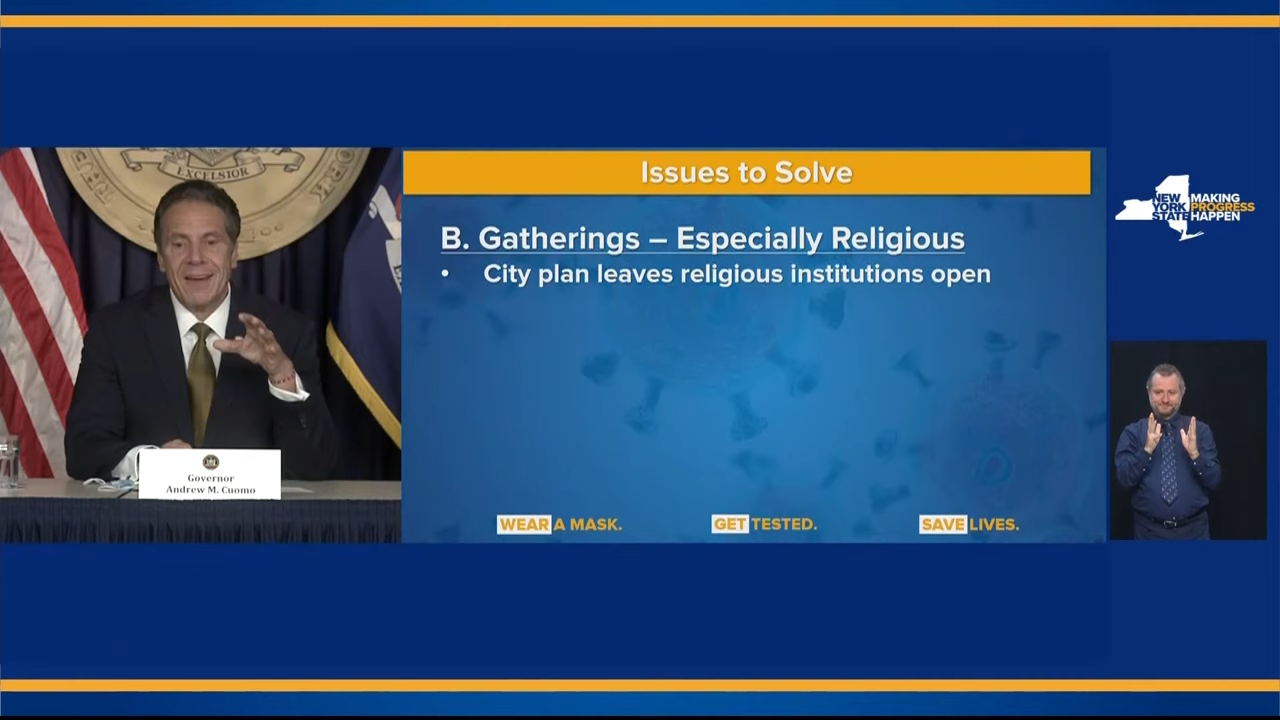 EXCELSIOR
Governor
Andrew M. Cuomo
Issues to Solve
B. Gatherings – Especially Religious
• City plan leaves religious institutions open
WEAR A MASK.
GET TESTED.
SAVE LIVES.
NEW
YORK
STATE
MAKING
PROGRESS
HAPPEN